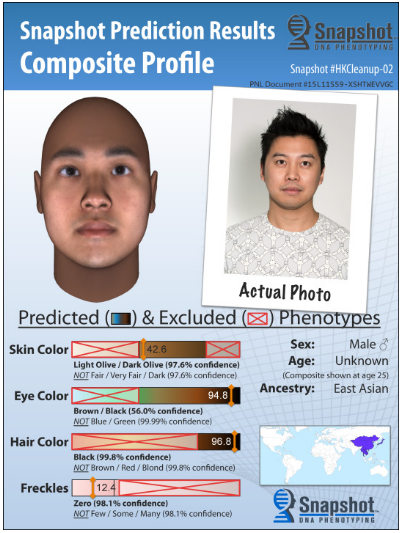 Snapshot Prediction Results
Composite Profile
Snapshot
DNA PHENOTYPING
Snapshot #HKCleanup-02
PNL Document #15L11S59-XSHTWEVVGC
Actual Photo
Predicted ( ) & Excluded ( ) Phenotypes
Skin Color
42.6
Light Olive / Dark Olive (97.6% confidence)
NOT Fair / Very Fair / Dark (97.6% confidence)
Eye Color
94.8
Brown / Black (56.0% confidence)
NOT Blue / Green (99.99% confidence)
Hair Color
96.8
Black (99.8% confidence)
NOT Brown / Red / Blond (99.8% confidence)
Freckles
12.4
Zero (98.1% confidence)
NOT Few / Some / Many (98.1% confidence)
Sex: Male ♂
Age: Unknown
(Composite shown at age 25)
Ancestry: East Asian
Snapshot
DNA PHENOTYPING